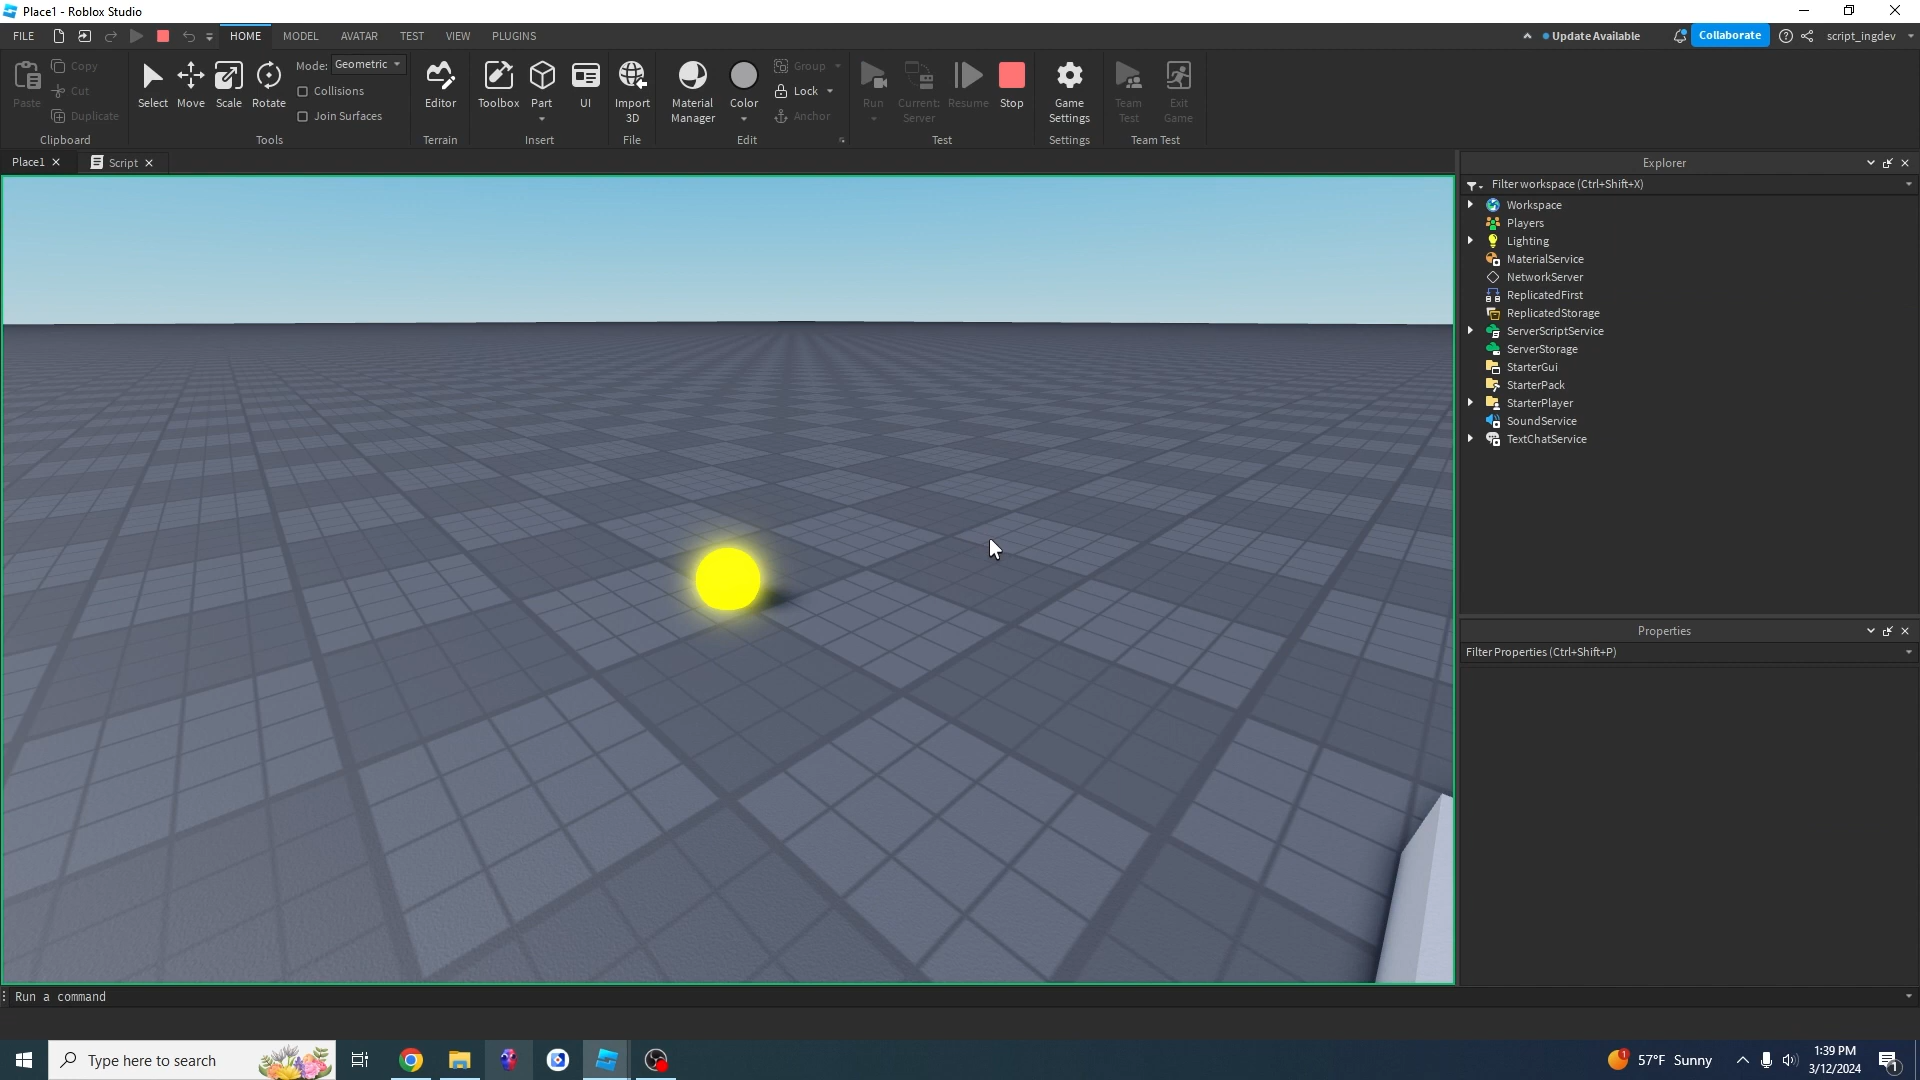 Place1 - Roblox Studio
FILE
HOME
MODEL
AVATAR
TEST
VIEW
PLUGINS
Update Available
Collaborate
script_ingdev
Paste
Copy
Cut
Duplicate
Clipboard
Select
Move
Scale
Rotate
Mode: Geometric
Collisions
Join Surfaces
Tools
Editor
Terrain
Toolbox
Part
UI
Insert
Import
3D
File
Material
Manager
Color
Group
Lock
Anchor
Edit
Run
Current:
Server
Resume
Stop
Test
Game
Settings
Settings
Team
Test
Exit
Game
Team Test
Place1
Script
Explorer
Filter workspace (Ctrl+Shift+X)
Workspace
Players
Lighting
MaterialService
NetworkServer
ReplicatedFirst
ReplicatedStorage
ServerScriptService
ServerStorage
StarterGui
StarterPack
StarterPlayer
SoundService
TextChatService
Properties
Filter Properties (Ctrl+Shift+P)
Run a command
Type here to search
1
57°F Sunny
1:39 PM
3/12/2024
1